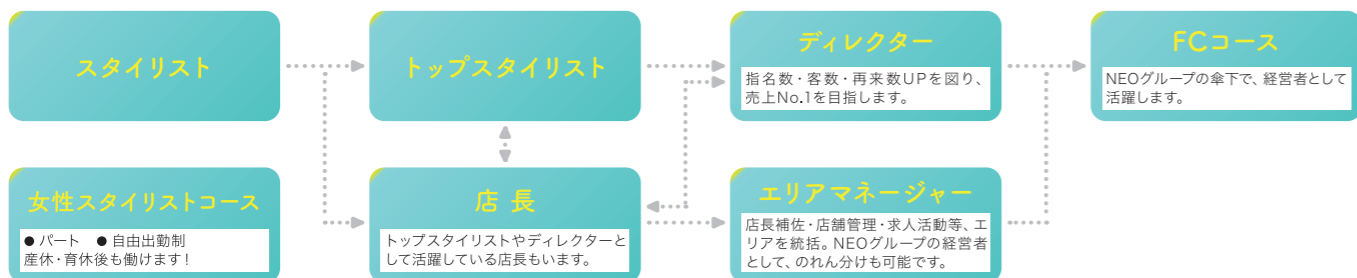 スタイリスト
トップスタイリスト
ディレクター
指名数・客数・再来数UPを図り、
売上No.1を目指します。
FCコース
NEOグループの傘下で、経営者として
活躍します。
女性スタイリストコース
● パート ● 自由出勤制
産休・育休後も働けます!
店 長
トップスタイリストやディレクターと
して活躍している店長もいます。
エリアマネージャー
店長補佐・店舗管理・求人活動等、エ
リアを統括。NEOグループの経営者
として、のれん分けも可能です。